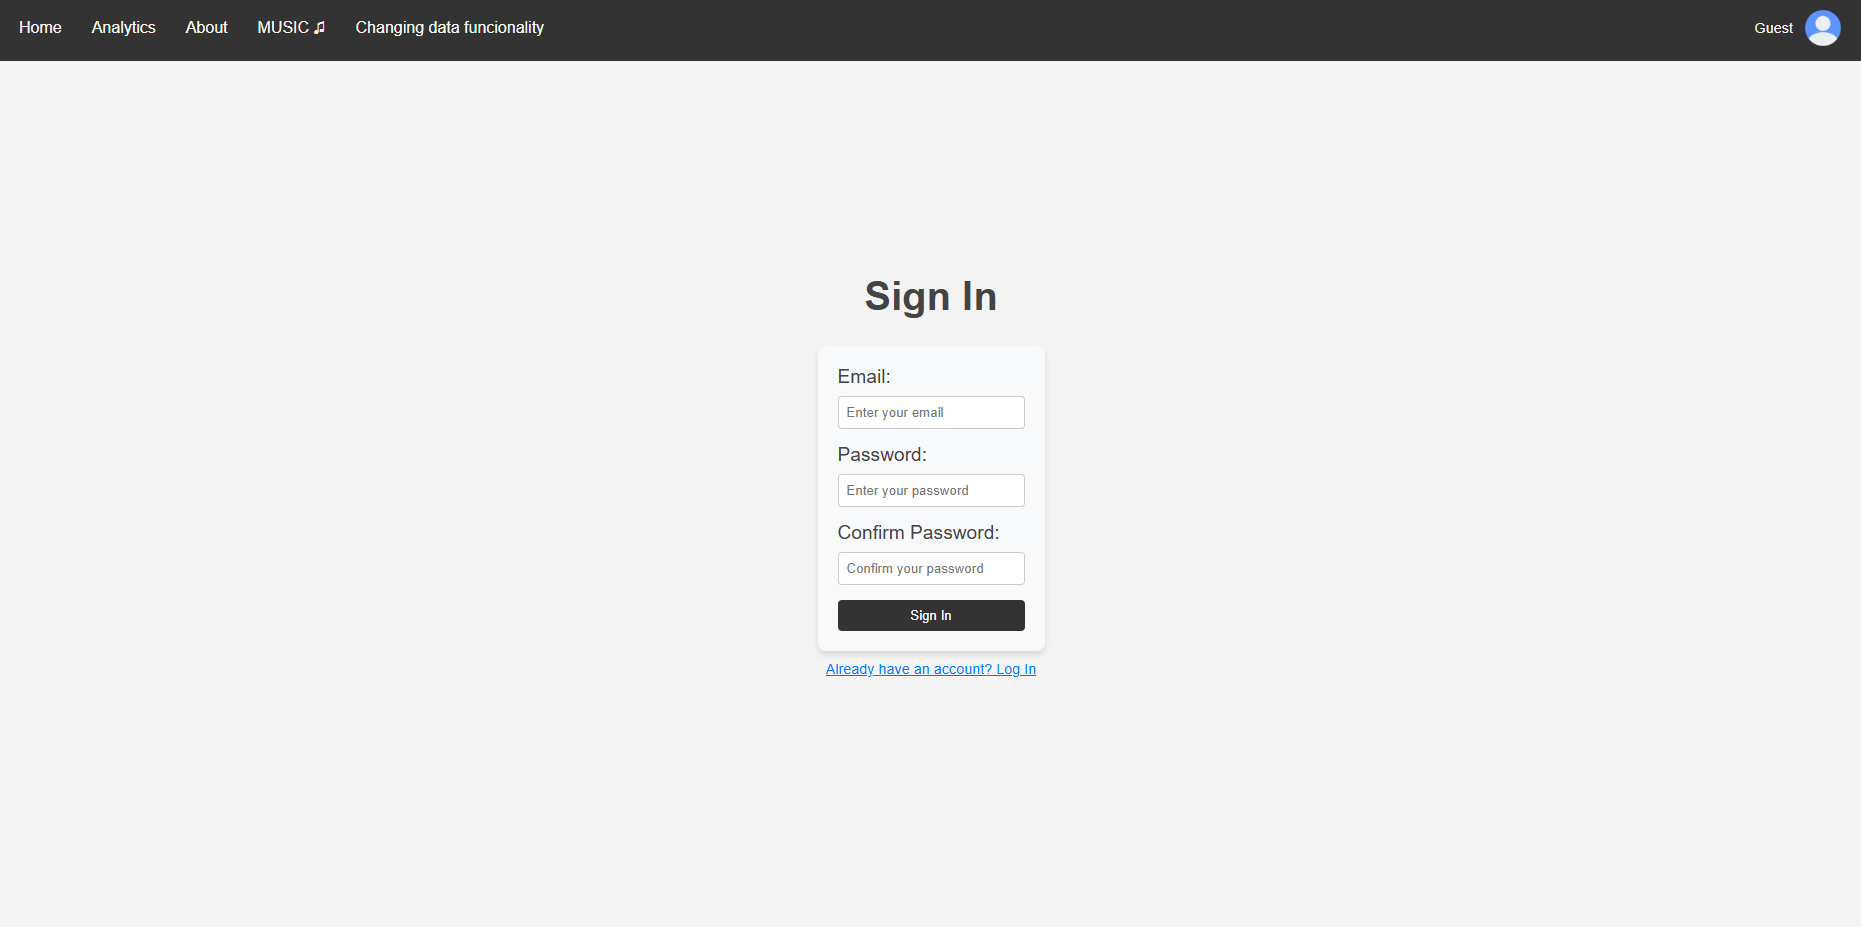 Home Analytics About MUSIC ♫ Changing data funcionality Guest
Sign In
Email:
Enter your email
Password:
Enter your password
Confirm Password:
Confirm your password
Sign In
Already have an account? Log In